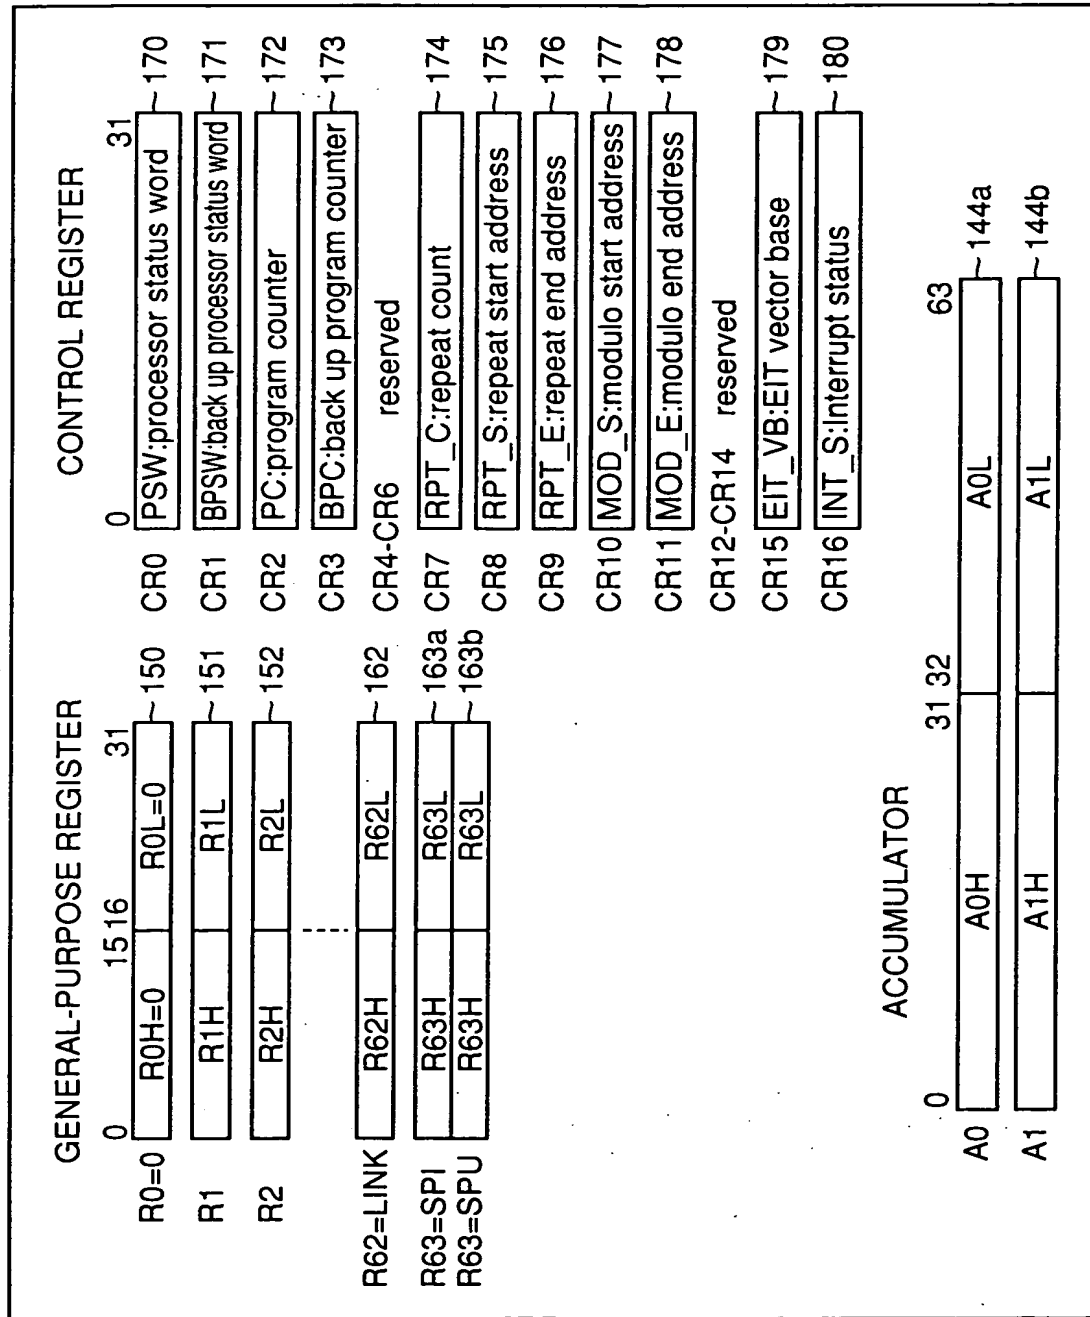 GENERAL-PURPOSE REGISTER
0 15 16 31
R0=0 R0H=0 R0L=0 150
R1 R1H R1L 151
R2 R2H R2L 152
R62=LINK R62H R62L 162
R63=SPI R63H R63L 163a
R63=SPU R63H R63L 163b
CONTROL REGISTER
0 31
CR0 PSW:processor status word 170
CR1 BPSW:back up processor status word 171
CR2 PC:program counter 172
CR3 BPC:back up program counter 173
CR4-CR6 reserved
CR7 RPT_C:repeat count 174
CR8 RPT_S:repeat start address 175
CR9 RPT_E:repeat end address 176
CR10 MOD_S:modulo start address 177
CR11 MOD_E:modulo end address 178
CR12-CR14 reserved
CR15 EIT_VB:EIT vector base 179
CR16 INT_S:Interrupt status 180
ACCUMULATOR
0 31 32 63
A0 A0H A0L 144a
A1 A1H A1L 144b